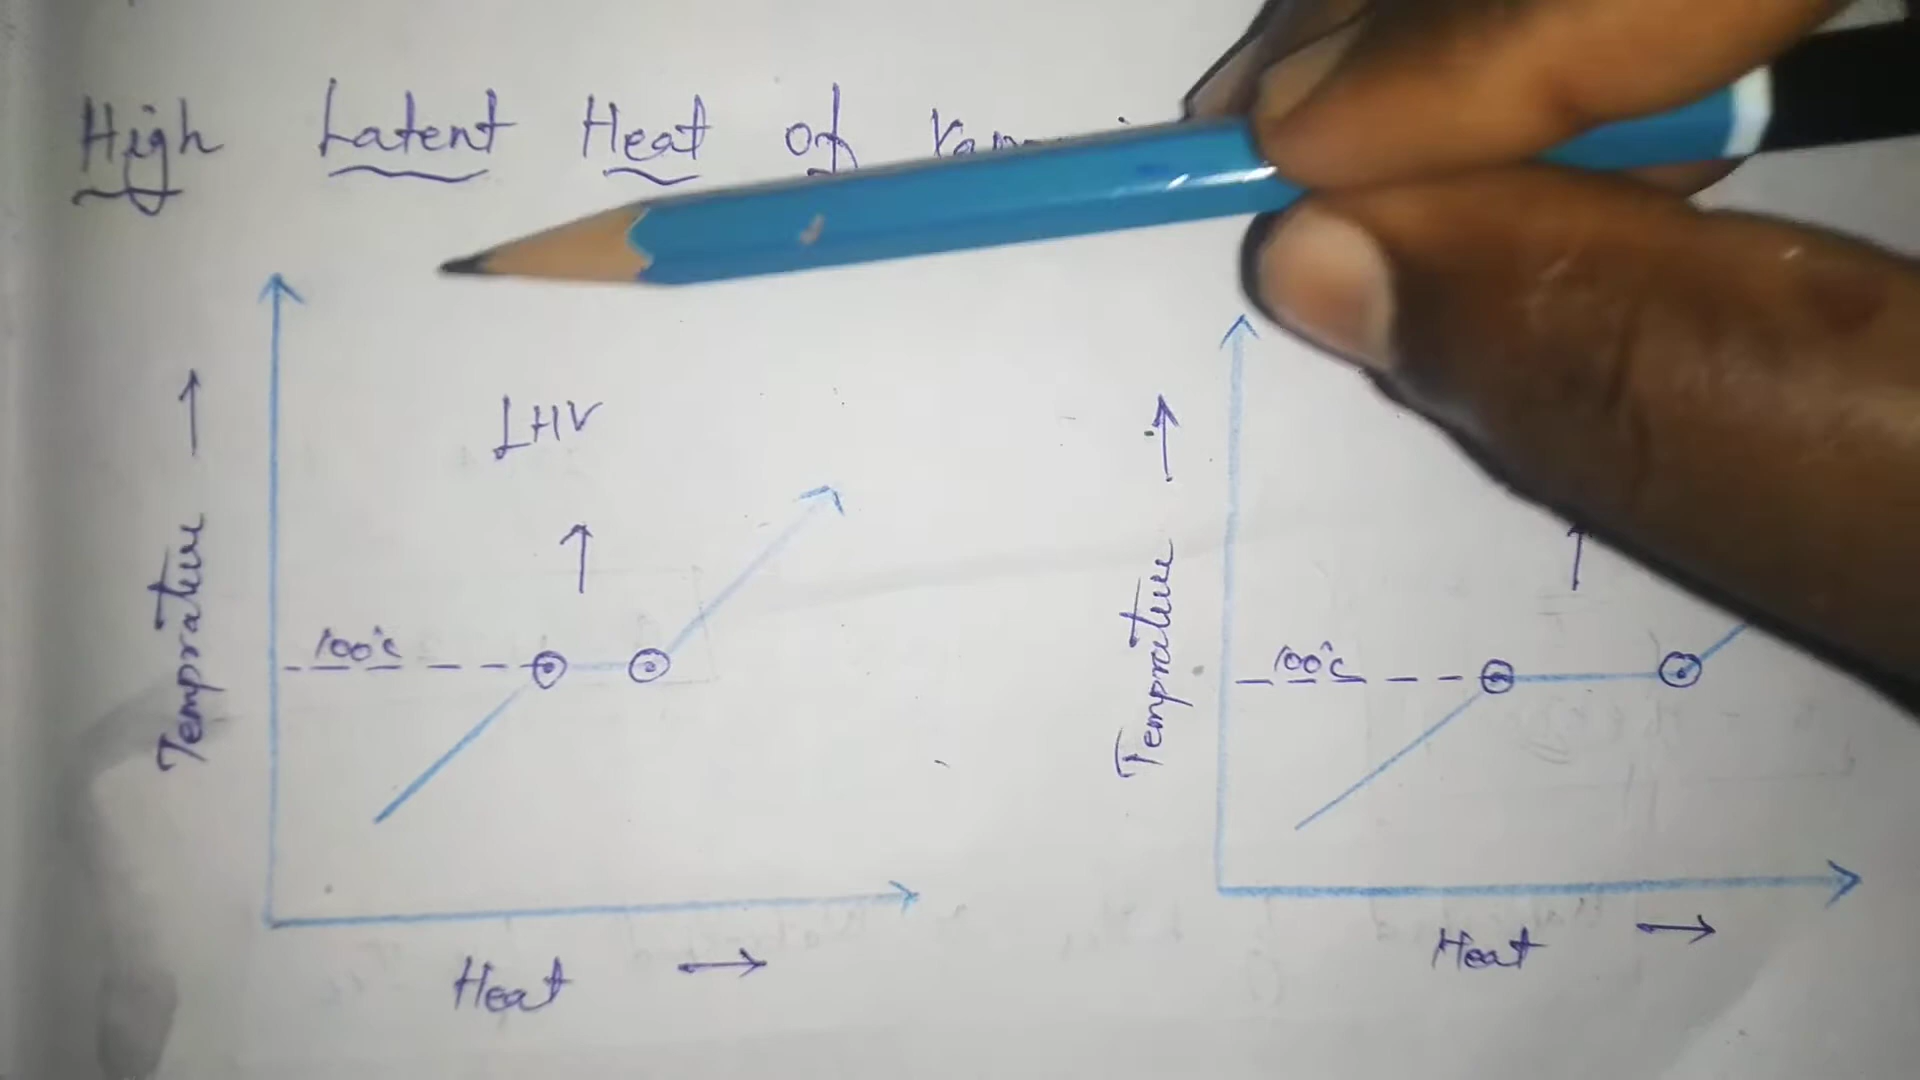 High Latent Heat of
LHV
Temprature
100°c
Heat
Temprature
100°c
Heat